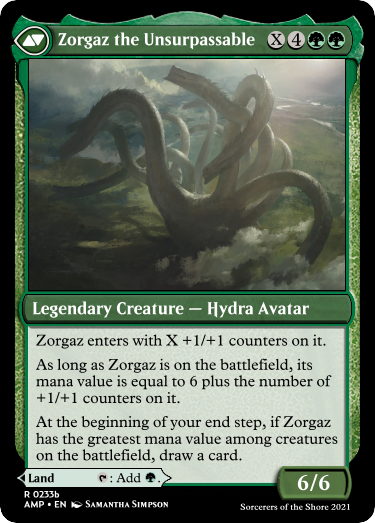 Zorgaz the Unsurpassable X4
Legendary Creature — Hydra Avatar
Zorgaz enters with X +1/+1 counters on it.
As long as Zorgaz is on the battlefield, its
mana value is equal to 6 plus the number of
+1/+1 counters on it.
At the beginning of your end step, if Zorgaz
has the greatest mana value among creatures
on the battlefield, draw a card.
Land : Add .
6/6
R 0233b
AMP • EN SAMANTHA SIMPSON
Sorcerers of the Shore 2021